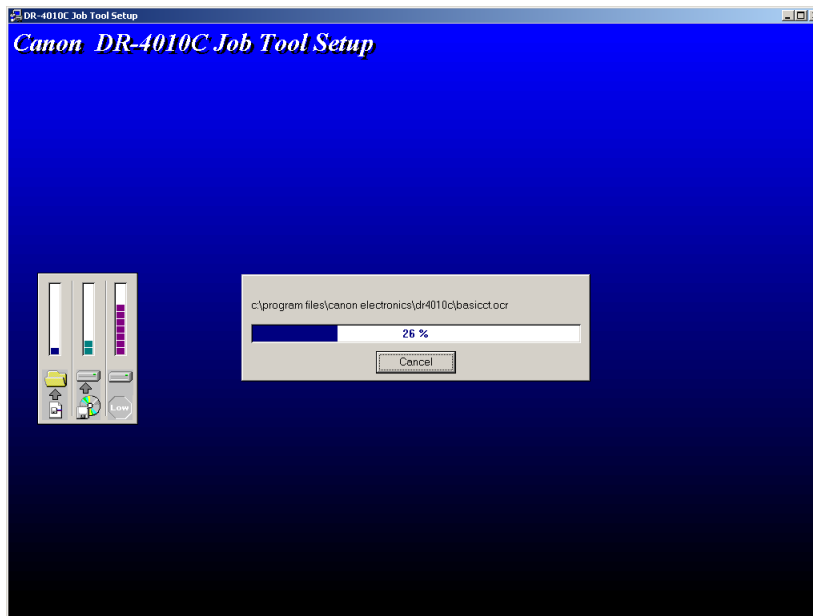 DR-4010C Job Tool Setup
Canon DR-4010C Job Tool Setup
c:\program files\canon electronics\dr4010c\basicct.ocr
26 %
Cancel
Low